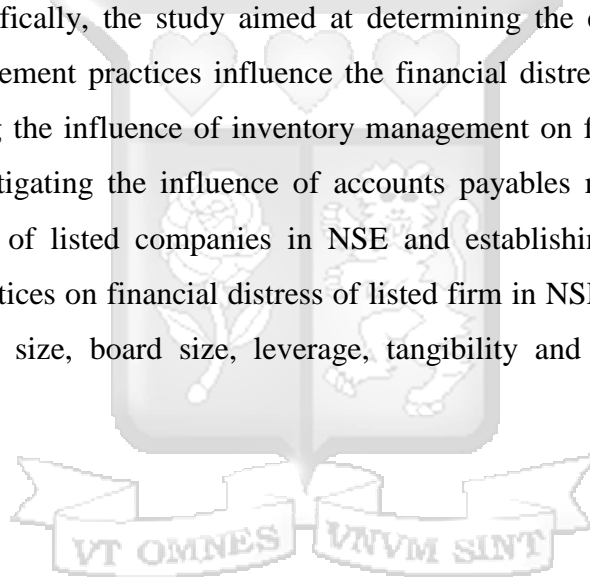 fically, the study aimed at determining the
ement practices influence the financial distre
the influence of inventory management on f
tigating the influence of accounts payables
of listed companies in NSE and establishin
tices on financial distress of listed firm in NS
size, board size, leverage, tangibility and
VT OMNES VNVM SINT